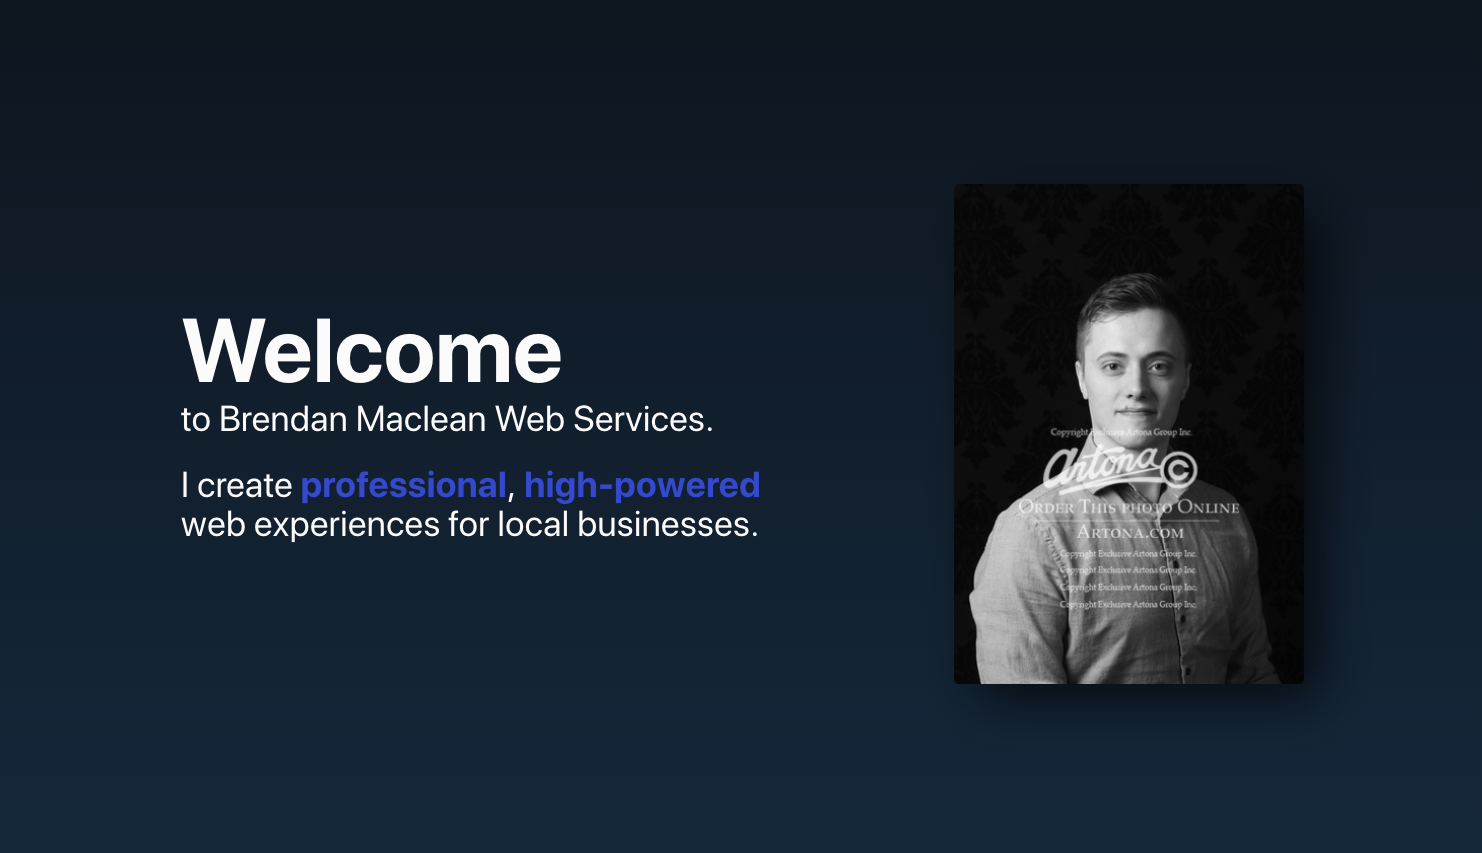 Welcome
to Brendan Maclean Web Services.
I create professional, high-powered
web experiences for local businesses.
Copyright Exclusive Artona Group Inc.
Artona ©
Order This photo Online
Artona.com
Copyright Exclusive Artona Group Inc.
Copyright Exclusive Artona Group Inc.
Copyright Exclusive Artona Group Inc.
Copyright Exclusive Artona Group Inc.